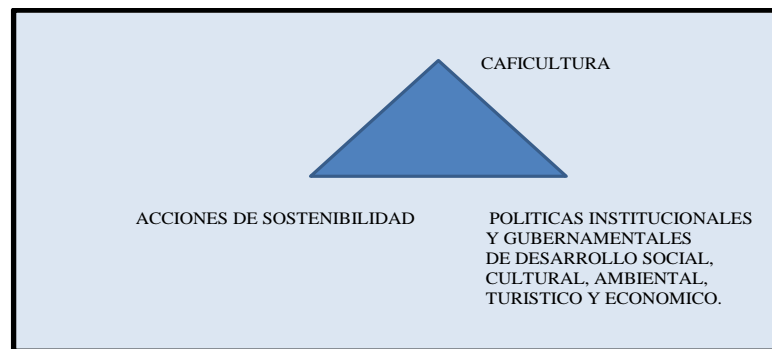 CAFICULTURA
ACCIONES DE SOSTENIBILIDAD
POLITICAS INSTITUCIONALES
Y GUBERNAMENTALES
DE DESARROLLO SOCIAL,
CULTURAL, AMBIENTAL,
TURISTICO Y ECONOMICO.